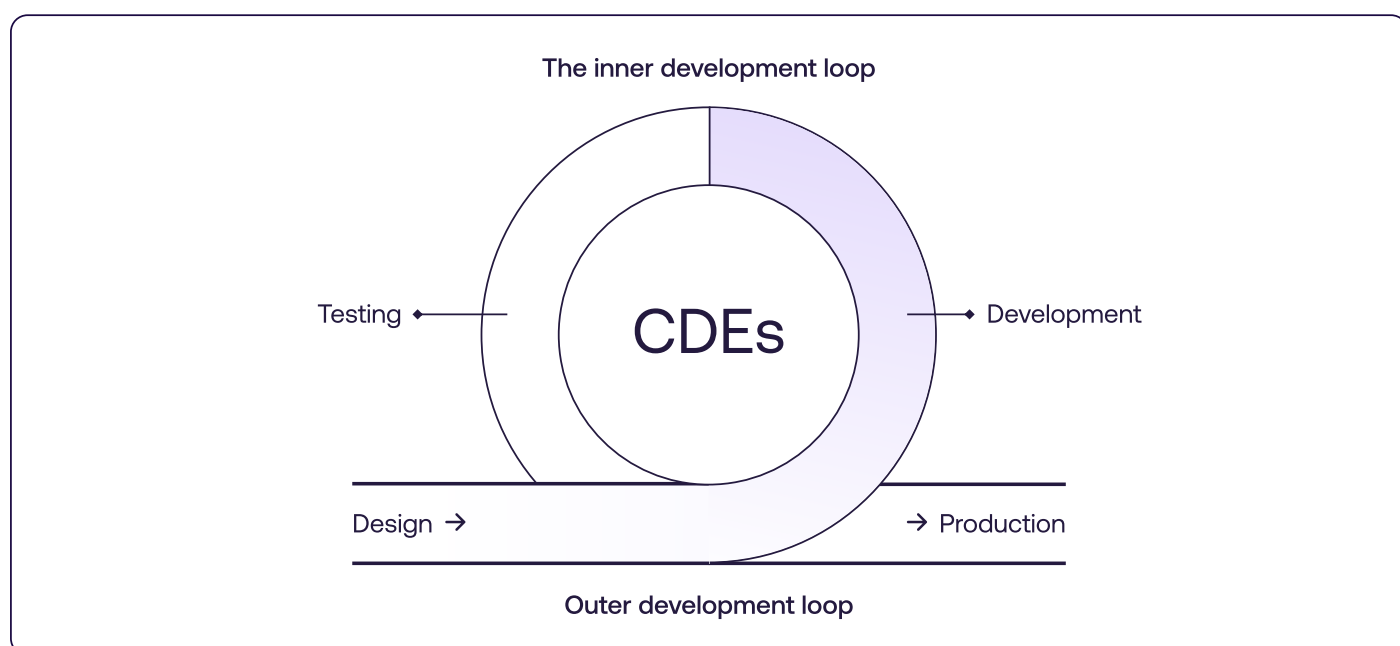 The inner development loop
Testing
CDEs
Development
Design →
→ Production
Outer development loop